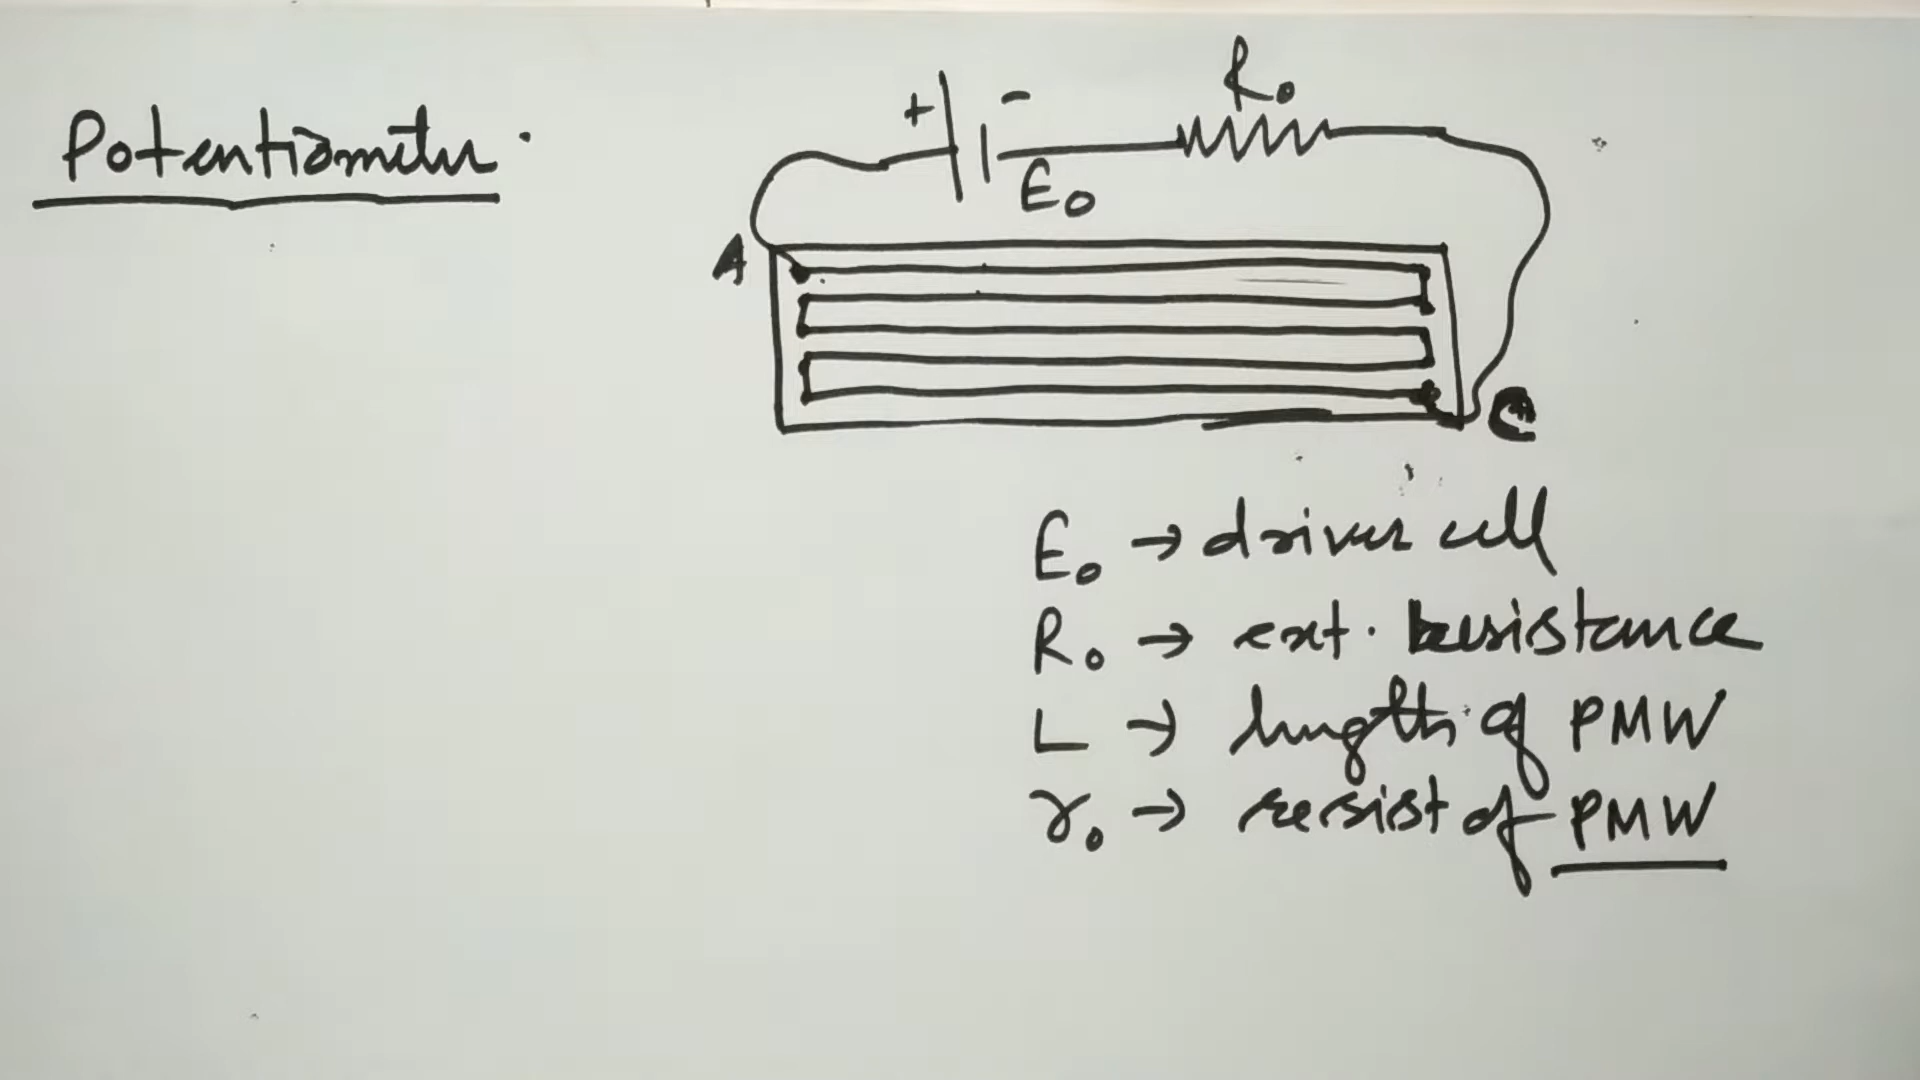 Potentiometer.
+ -
R₀
E₀
A
C
E₀ → driver cell
R₀ → ext. resistance
L → length of PMW
r₀ → resist of PMW